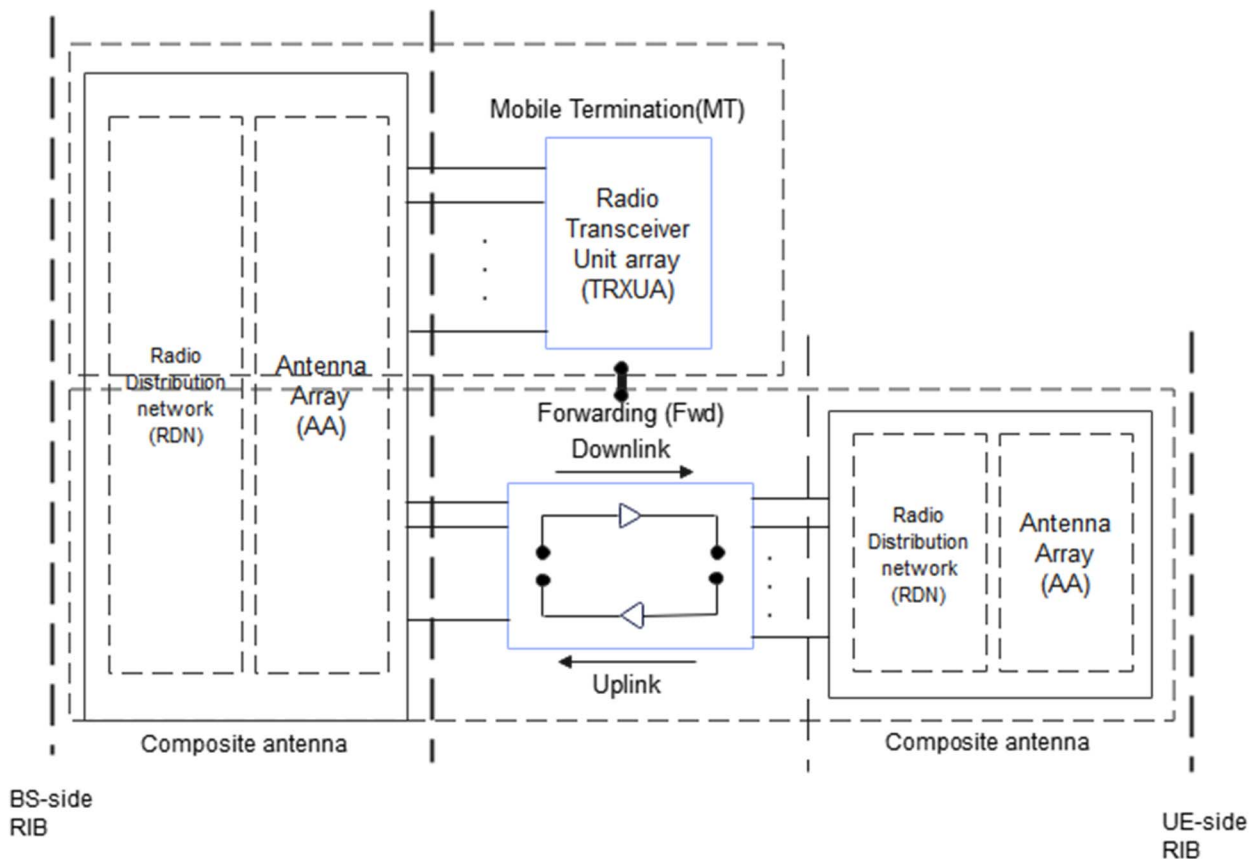 Mobile Termination(MT)
Radio
Transceiver
Unit array
(TRXUA)
Radio
Distribution
network
(RDN)
Antenna
Array
(AA)
Forwarding (Fwd)
Downlink
Uplink
Radio
Distribution
network
(RDN)
Antenna
Array
(AA)
Composite antenna
Composite antenna
BS-side
RIB
UE-side
RIB